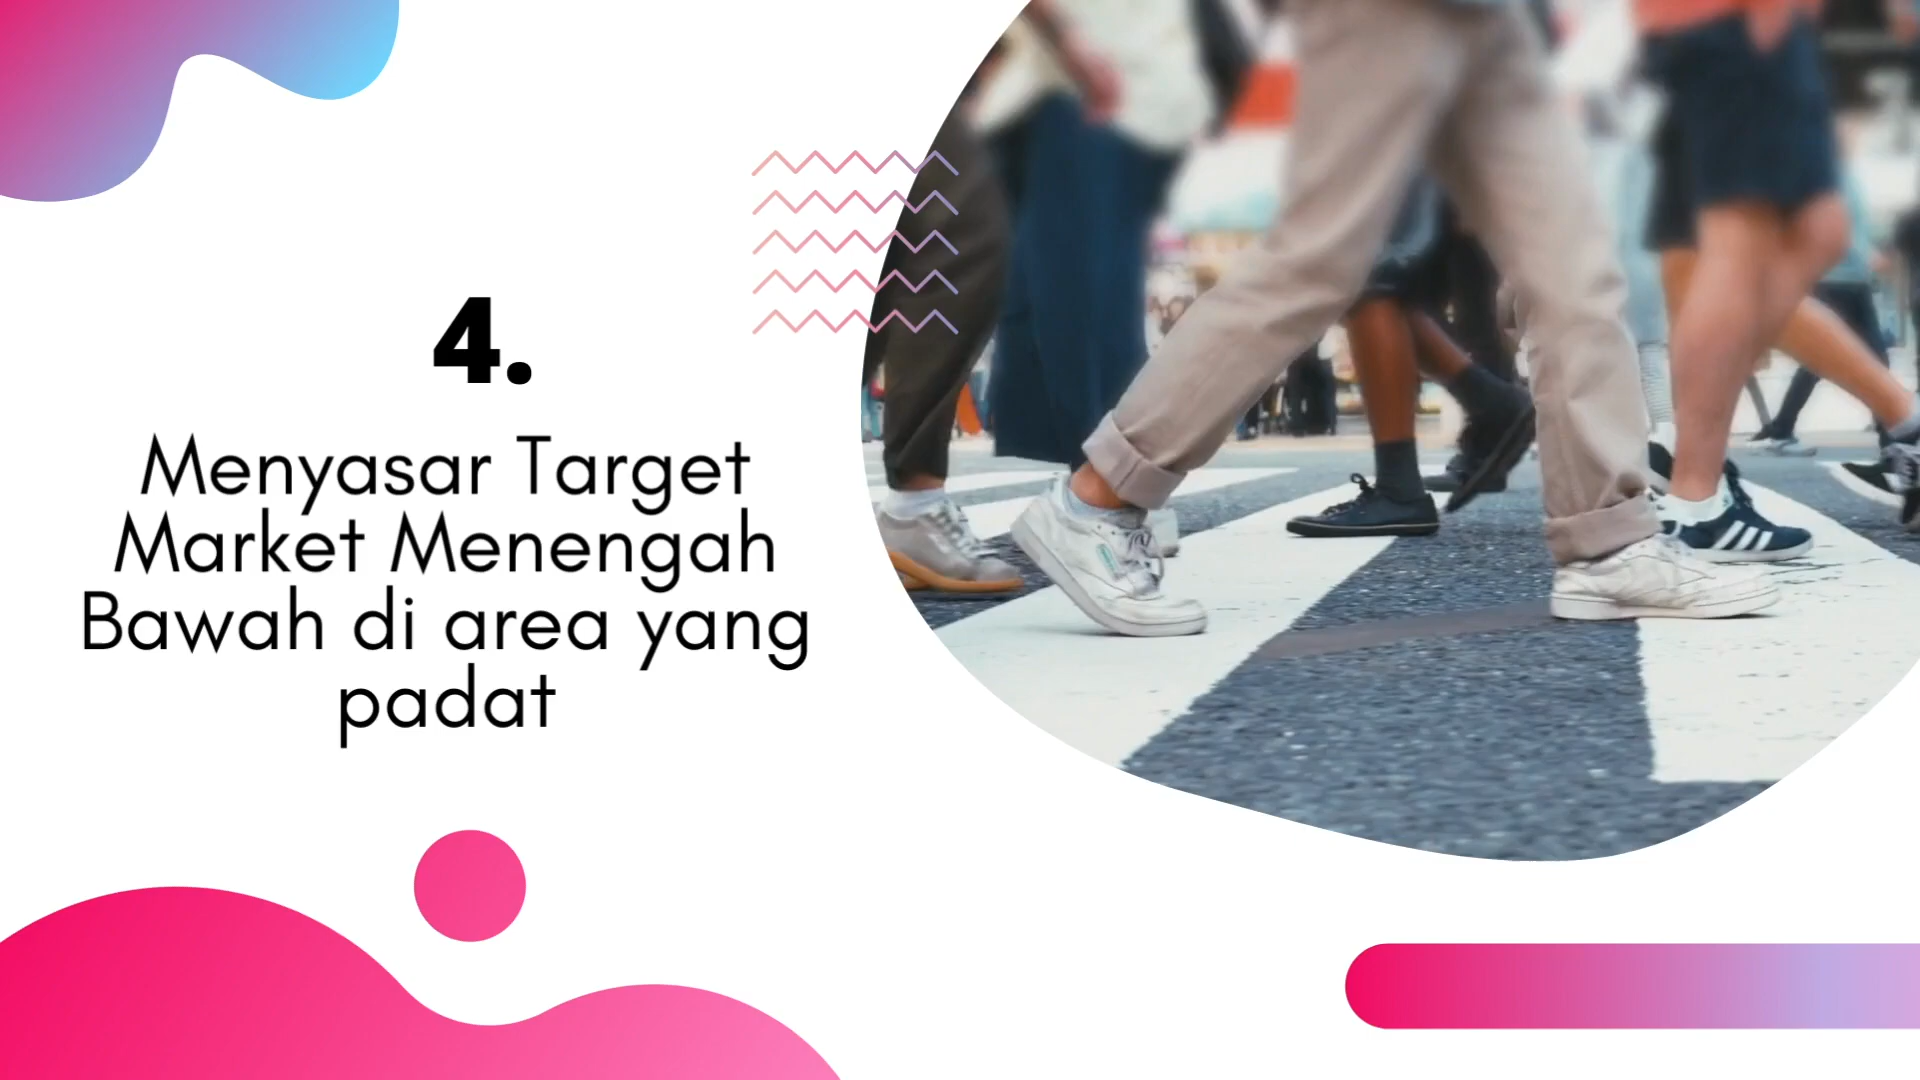 4.
Menyasar Target
Market Menengah
Bawah di area yang
padat